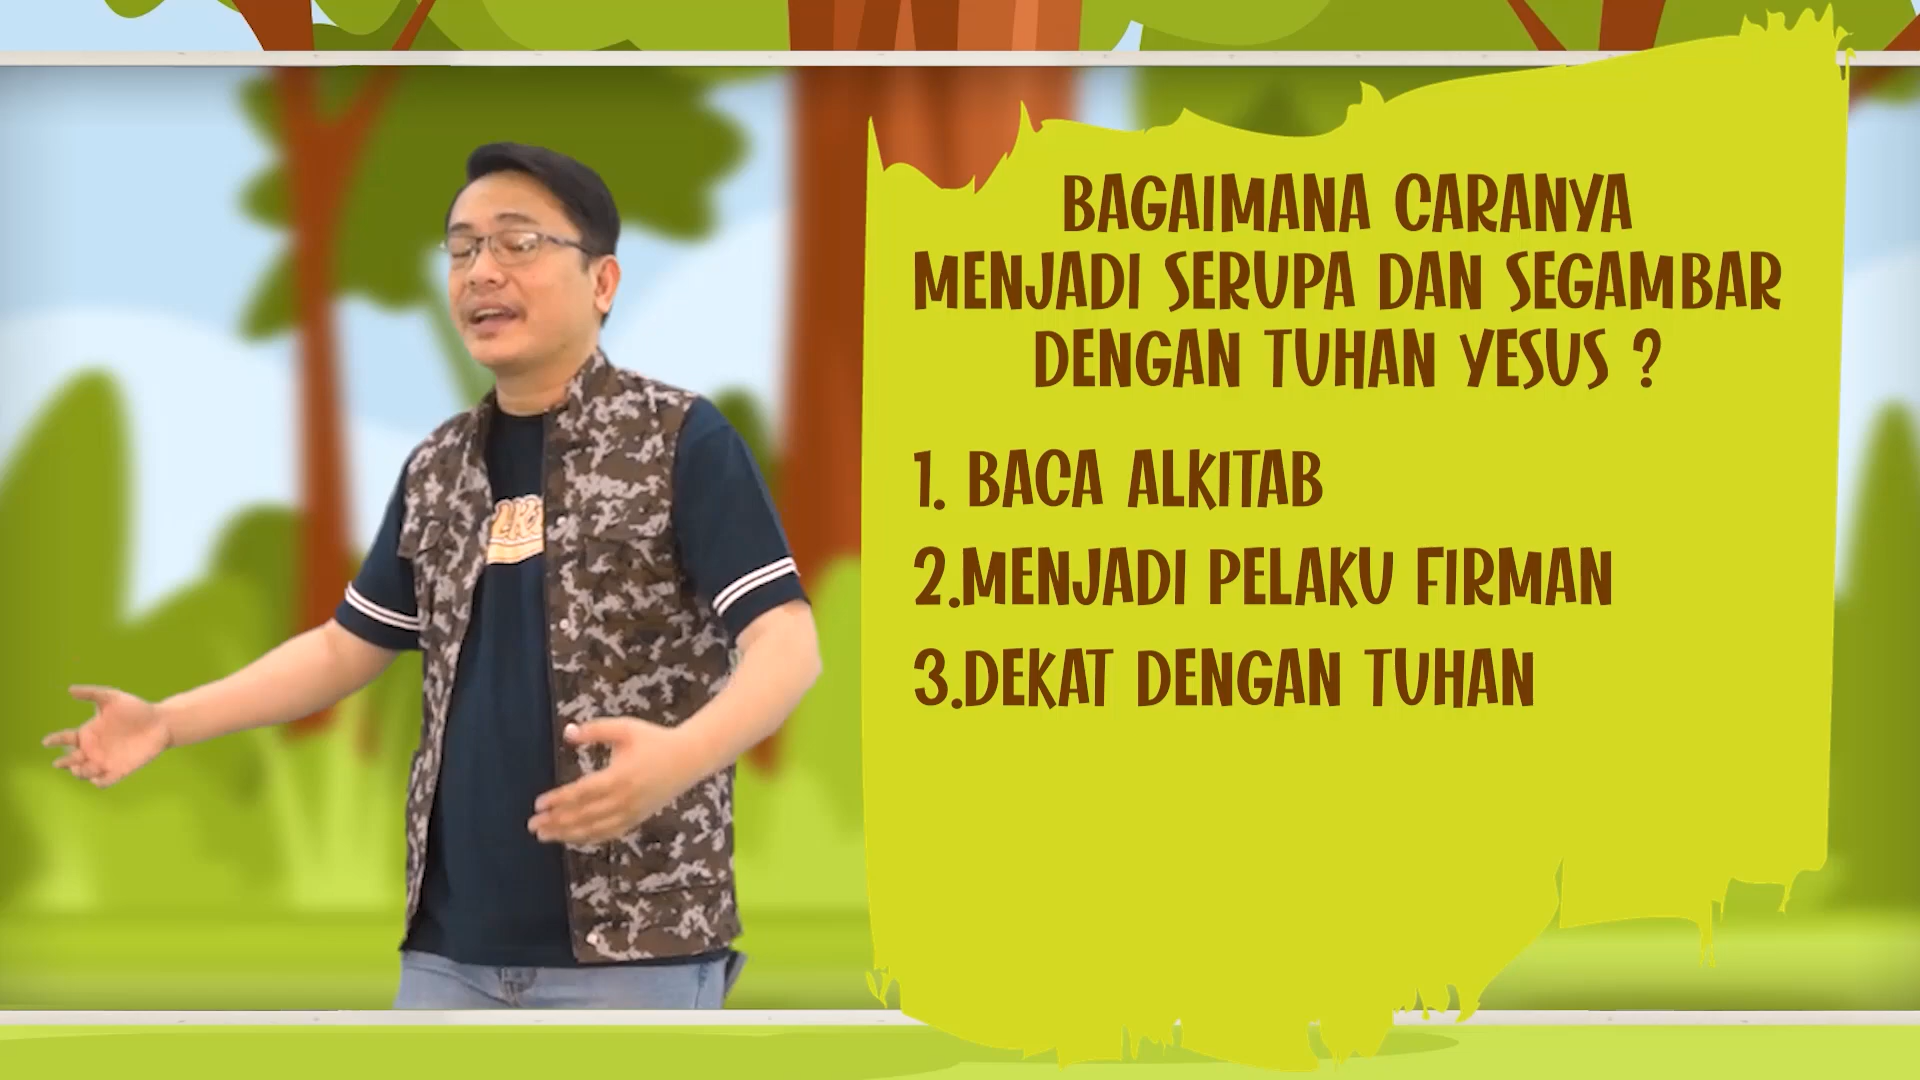 BAGAIMANA CARANYA
MENJADI SERUPA DAN SEGAMBAR
DENGAN TUHAN YESUS ?
1. BACA ALKITAB
2.MENJADI PELAKU FIRMAN
3.DEKAT DENGAN TUHAN